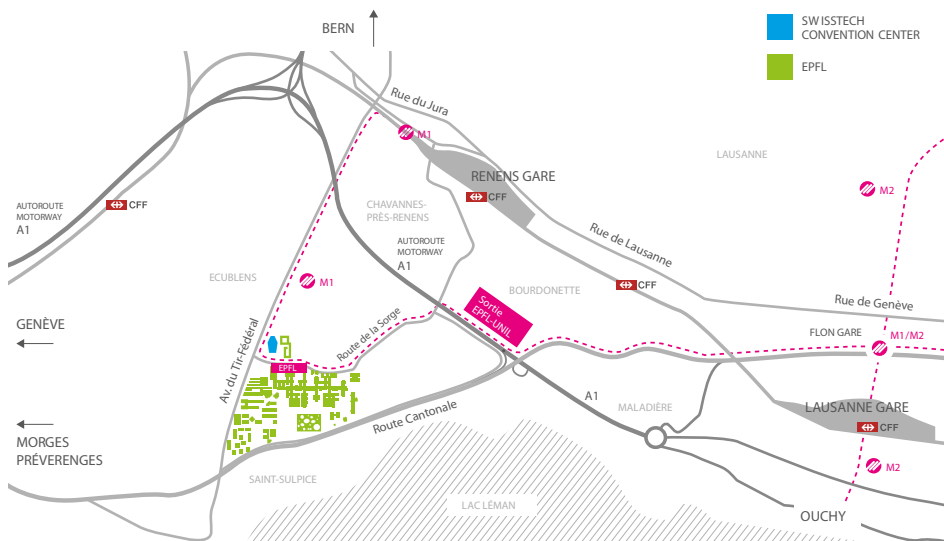 BERN
SWISSTECH
CONVENTION CENTER
EPFL
Rue du Jura
M1
LAUSANNE
RENENS GARE
M2
CFF
CFF
AUTOROUTE
MOTORWAY
A1
CHAVANNES-
PRÈS-RENENS
Rue de Lausanne
AUTOROUTE
MOTORWAY
A1
ECUBLENS
M1
CFF
BOURDONETTE
Sortie
EPFL-UNIL
Rue de Genève
GENÈVE
Av. du Tir-Fédéral
Route de la Sorge
FLON GARE
M1/M2
EPFL
A1
MALADIÈRE
LAUSANNE GARE
Route Cantonale
CFF
MORGES
PRÉVERENGES
M2
SAINT-SULPICE
LAC LÉMAN
OUCHY